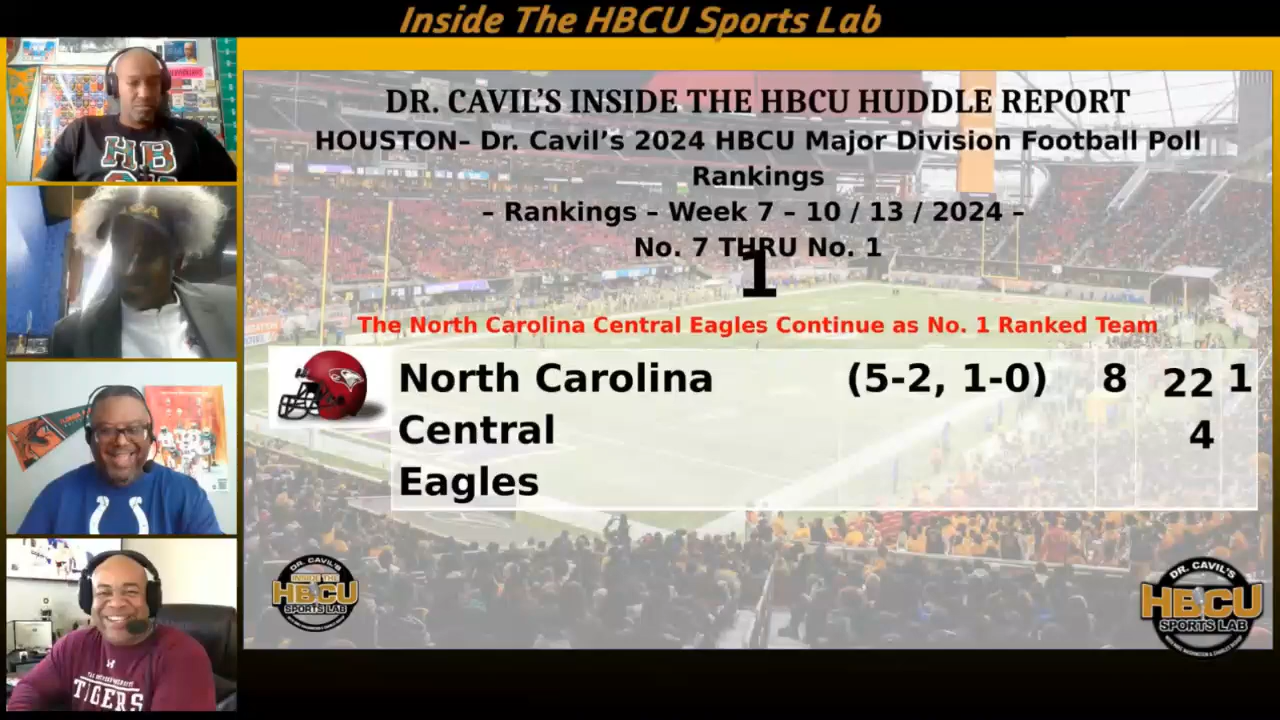 Inside The HBCU Sports Lab
DR. CAVIL'S INSIDE THE HBCU HUDDLE REPORT
HOUSTON– Dr. Cavil's 2024 HBCU Major Division Football Poll
Rankings
– Rankings – Week 7 – 10 / 13 / 2024 –
No. 7 THRU No. 1
1
The North Carolina Central Eagles Continue as No. 1 Ranked Team
North Carolina (5-2, 1-0) 8 22 1
Central 4
Eagles
HB
TIGERS
DR. CAVIL'S
INSIDE THE
HBCU
SPORTS LAB
DR. CAVIL'S
HBCU
SPORTS LAB